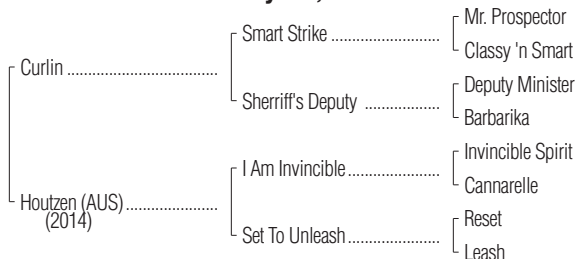 Mr. Prospector
Smart Strike ....................
Classy 'n Smart
Curlin ....................................
Deputy Minister
Sherriff's Deputy ..................
Barbarika
Invincible Spirit
I Am Invincible......................
Cannarelle
Houtzen (AUS)......................
(2014)
Reset
Set To Unleash......................
Leash